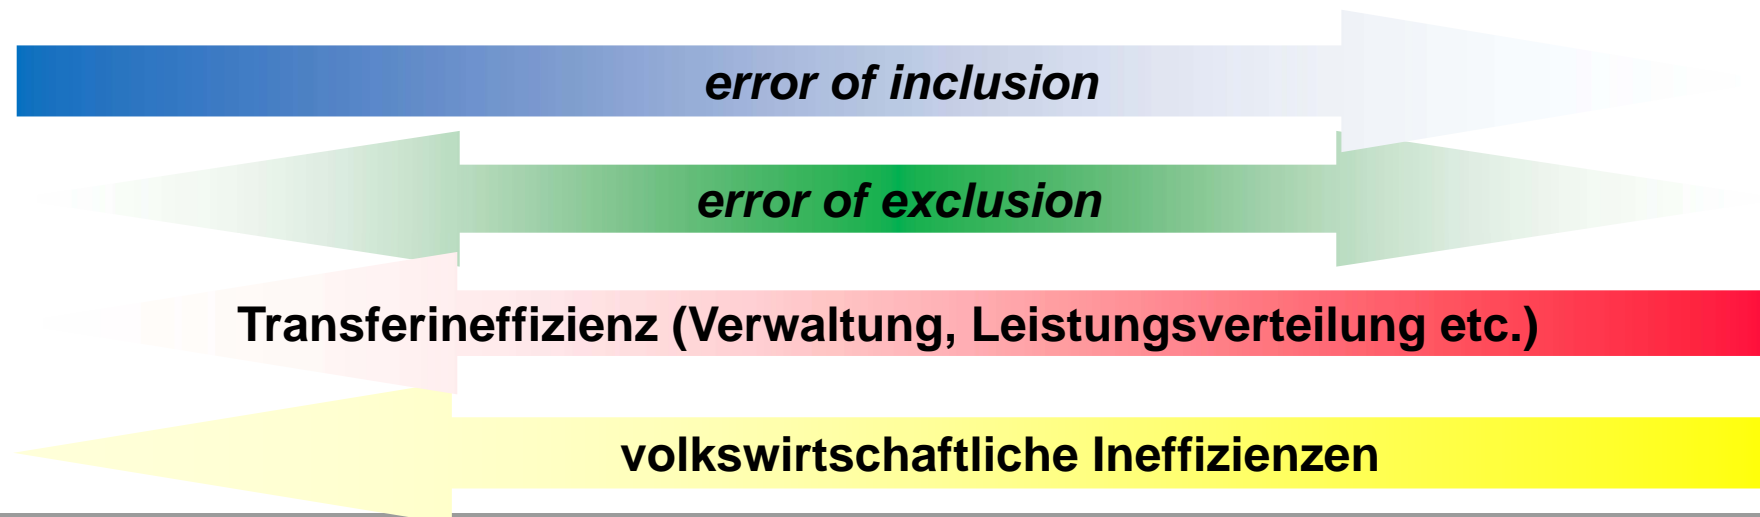 error of inclusion
error of exclusion
Transferineffizienz (Verwaltung, Leistungsverteilung etc.)
volkswirtschaftliche Ineffizienzen